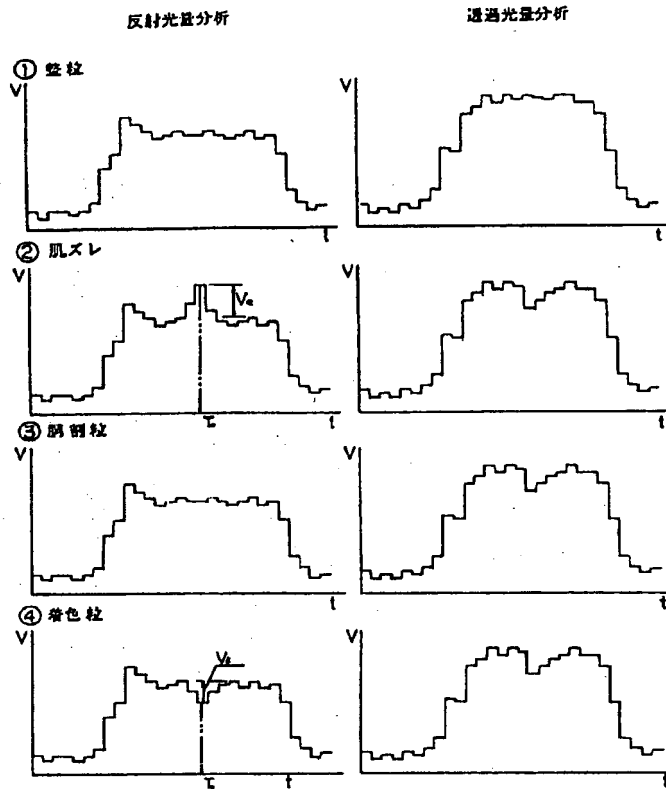 反射光量分析 透過光量分析
① 整粒
V t V t
② 肌ズレ
V Va τ t V t
③ 胴割粒
V t V t
④ 着色粒
V τ t V t